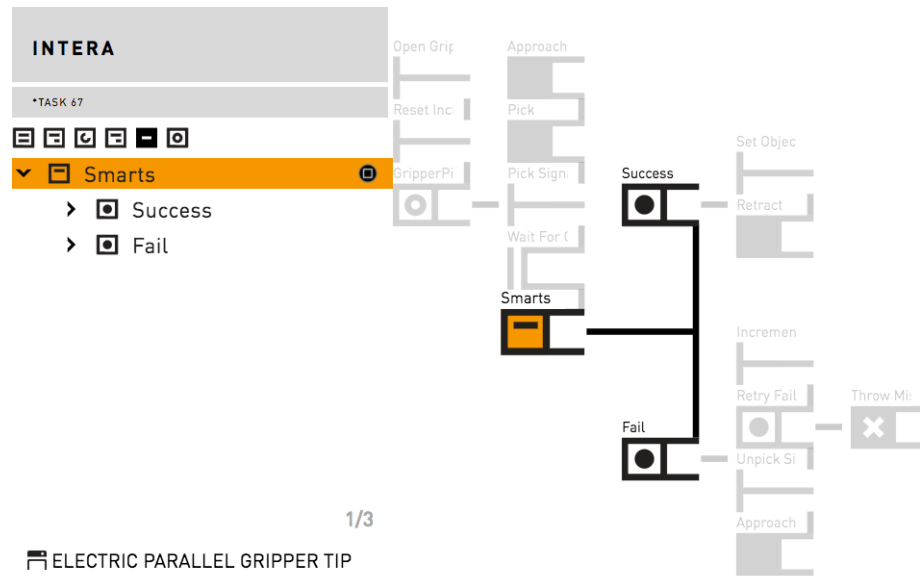 INTERA
*TASK 67
Smarts
Success
Fail
1/3
ELECTRIC PARALLEL GRIPPER TIP
Open Grip
Reset Inc
GripperPi
Approach
Pick
Pick Sign
Wait For
Smarts
Success
Fail
Set Objec
Retract
Incremen
Retry Fail
Unpick Si
Approach
Throw Mis